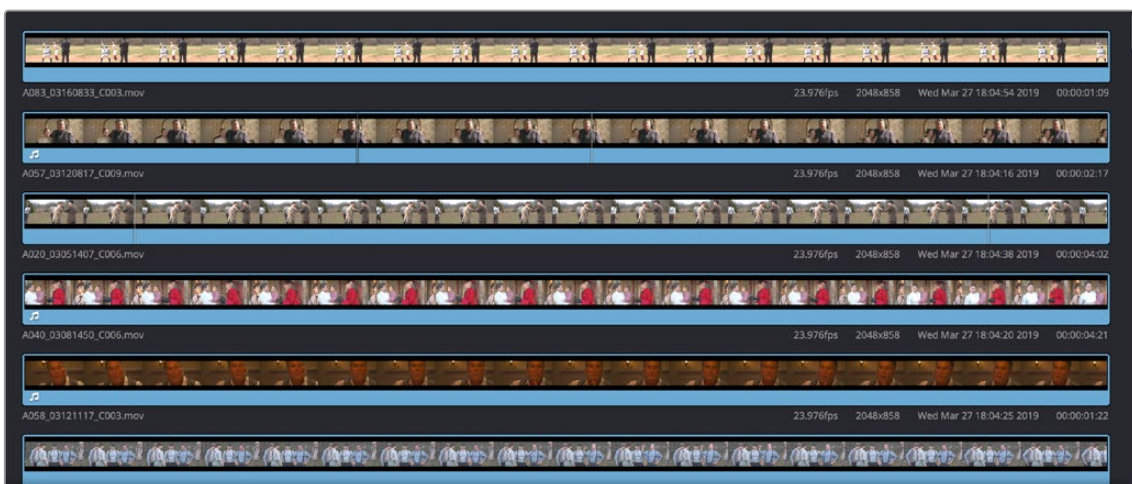 A083_03160833_C003.mov 23.976fps 2048x858 Wed Mar 27 18:04:54 2019 00:00:01:09
A057_03120817_C009.mov 23.976fps 2048x858 Wed Mar 27 18:04:16 2019 00:00:02:17
A020_03051407_C006.mov 23.976fps 2048x858 Wed Mar 27 18:04:38 2019 00:00:04:02
A040_03081450_C006.mov 23.976fps 2048x858 Wed Mar 27 18:04:20 2019 00:00:04:21
A058_03121117_C003.mov 23.976fps 2048x858 Wed Mar 27 18:04:25 2019 00:00:01:22